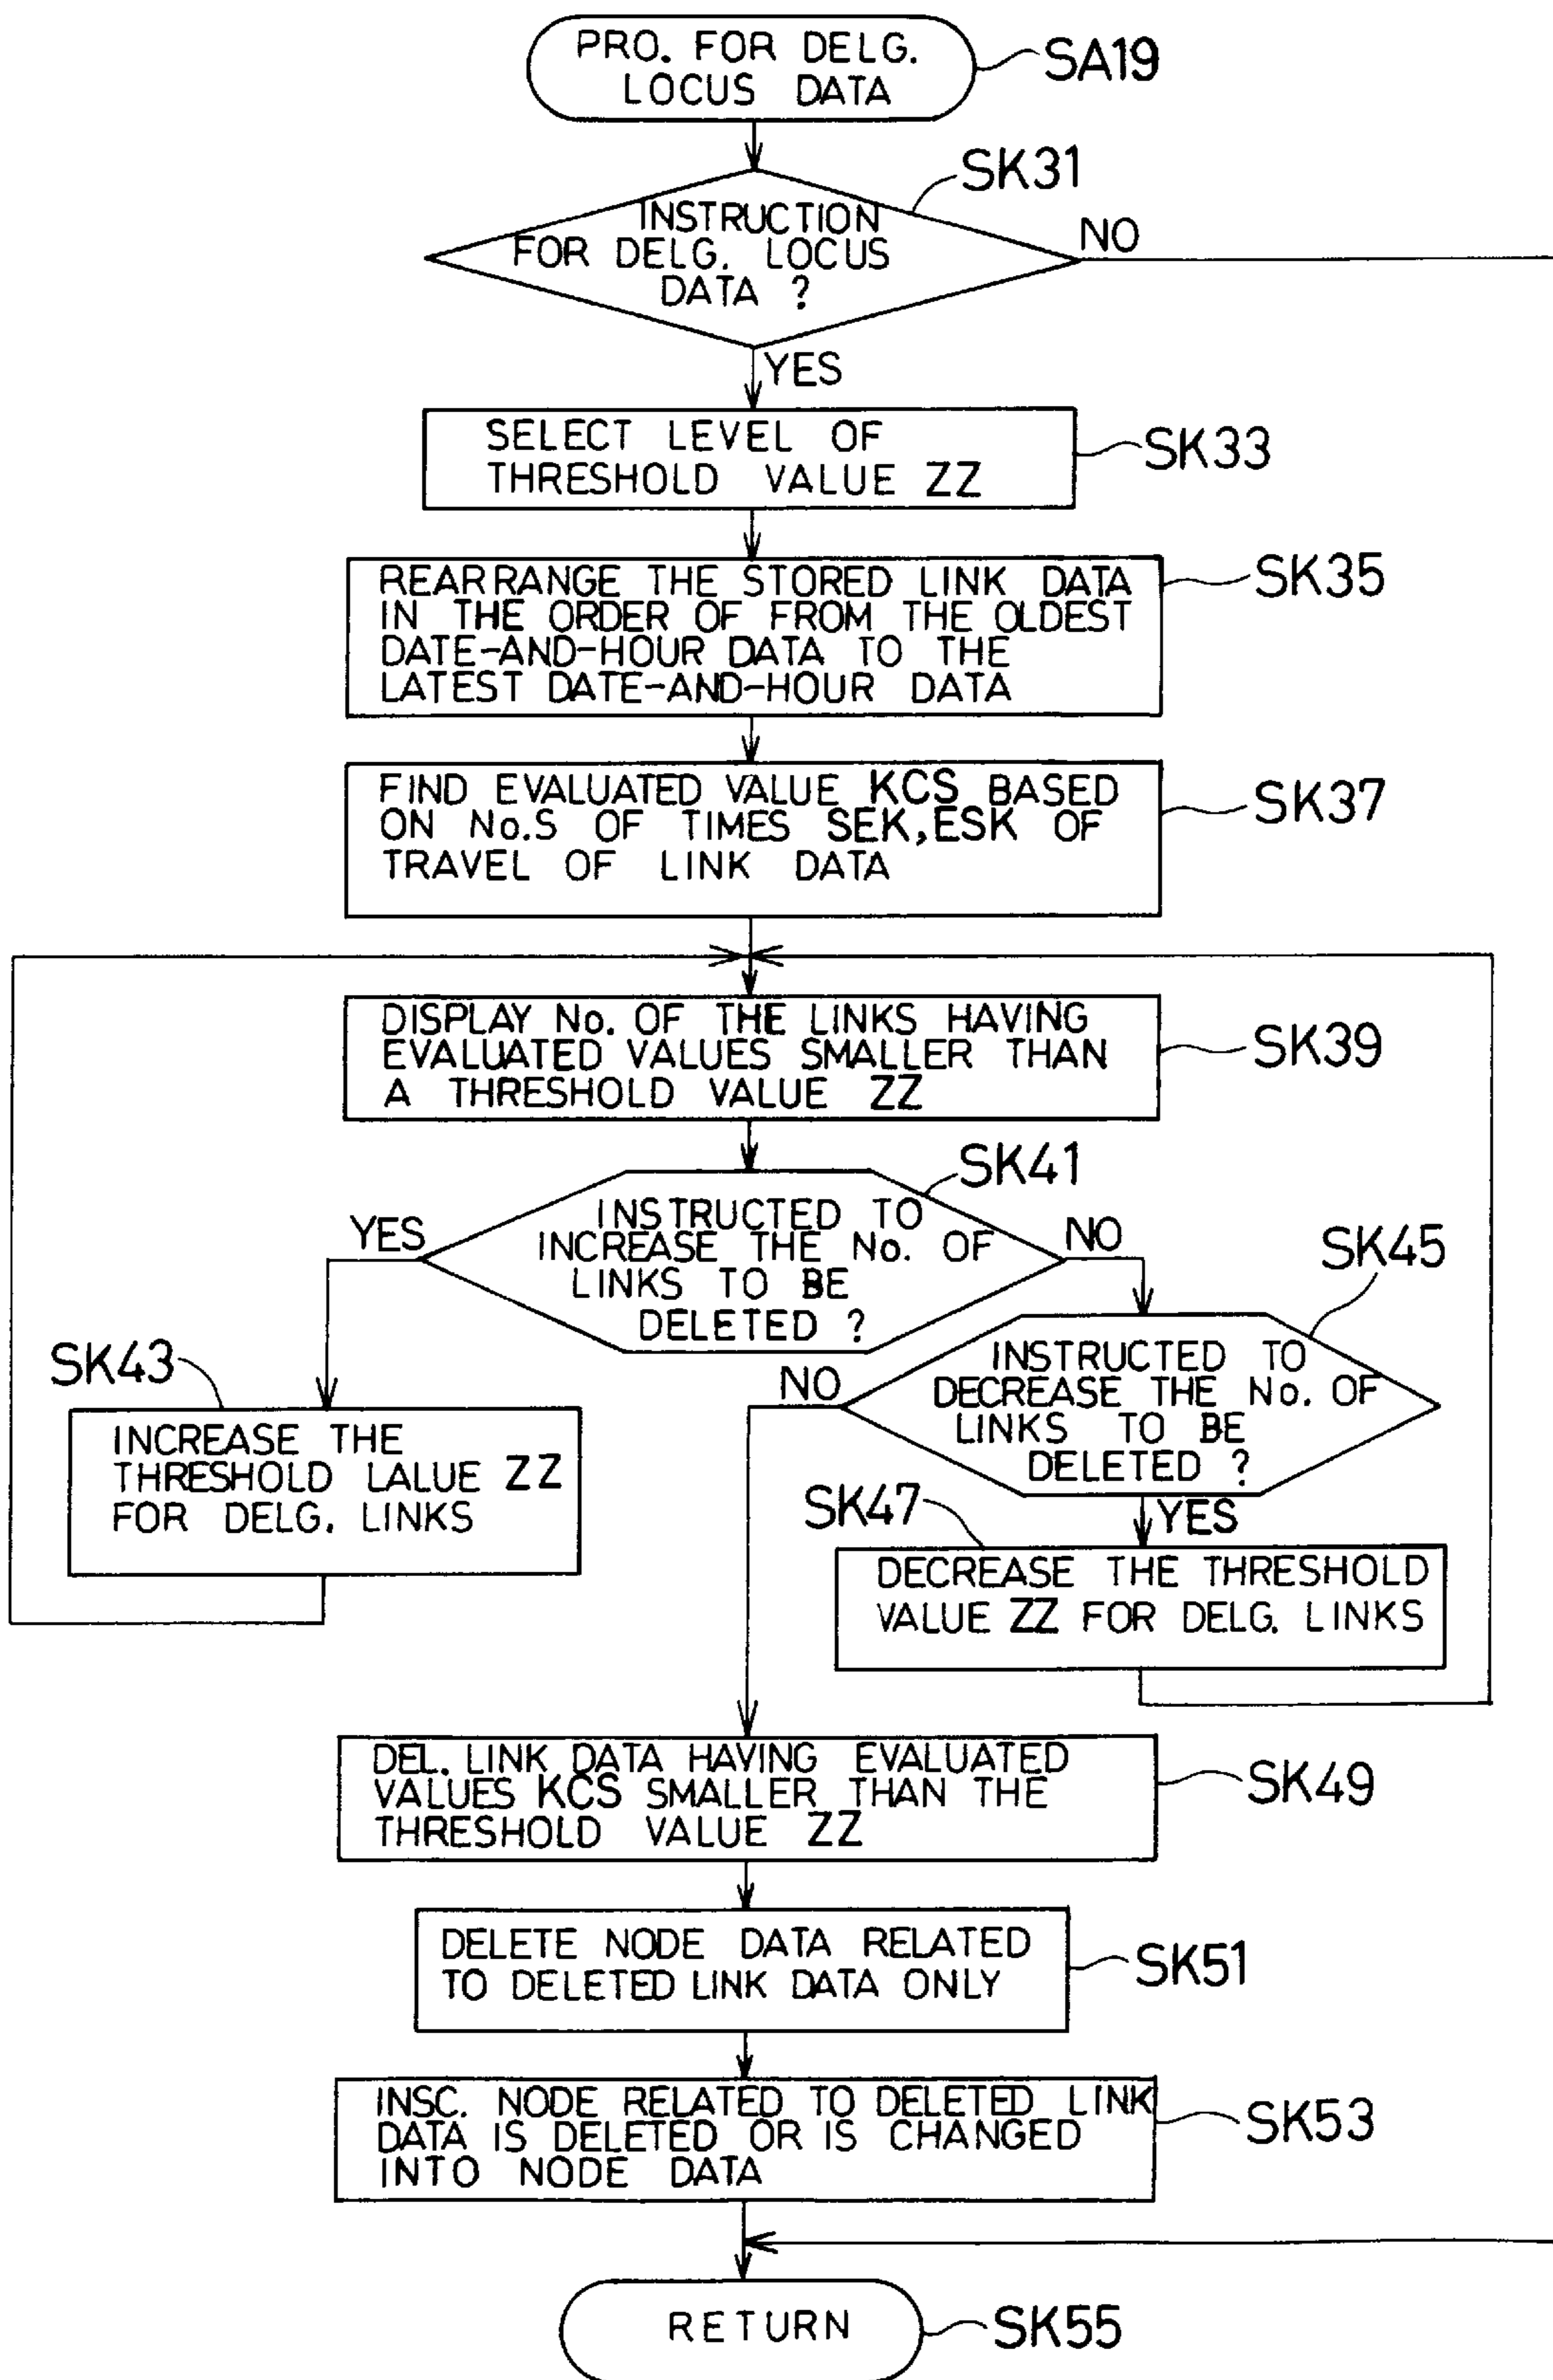 PRO. FOR DELG.
LOCUS DATA
SA19
SK31
INSTRUCTION
FOR DELG. LOCUS
DATA ?
NO
YES
SELECT LEVEL OF
THRESHOLD VALUE ZZ
SK33
REARRANGE THE STORED LINK DATA
IN THE ORDER OF FROM THE OLDEST
DATE-AND-HOUR DATA TO THE
LATEST DATE-AND-HOUR DATA
SK35
FIND EVALUATED VALUE KCS BASED
ON No.S OF TIMES SEK,ESK OF
TRAVEL OF LINK DATA
SK37
DISPLAY No. OF THE LINKS HAVING
EVALUATED VALUES SMALLER THAN
A THRESHOLD VALUE ZZ
SK39
SK41
INSTRUCTED TO
INCREASE THE No. OF
LINKS TO BE
DELETED ?
YES
NO
SK45
SK43
INCREASE THE
THRESHOLD LALUE ZZ
FOR DELG. LINKS
INSTRUCTED TO
DECREASE THE No. OF
LINKS TO BE
DELETED ?
NO
YES
SK47
DECREASE THE THRESHOLD
VALUE ZZ FOR DELG. LINKS
DEL. LINK DATA HAVING EVALUATED
VALUES KCS SMALLER THAN THE
THRESHOLD VALUE ZZ
SK49
DELETE NODE DATA RELATED
TO DELETED LINK DATA ONLY
SK51
INSC. NODE RELATED TO DELETED LINK
DATA IS DELETED OR IS CHANGED
INTO NODE DATA
SK53
RETURN
SK55